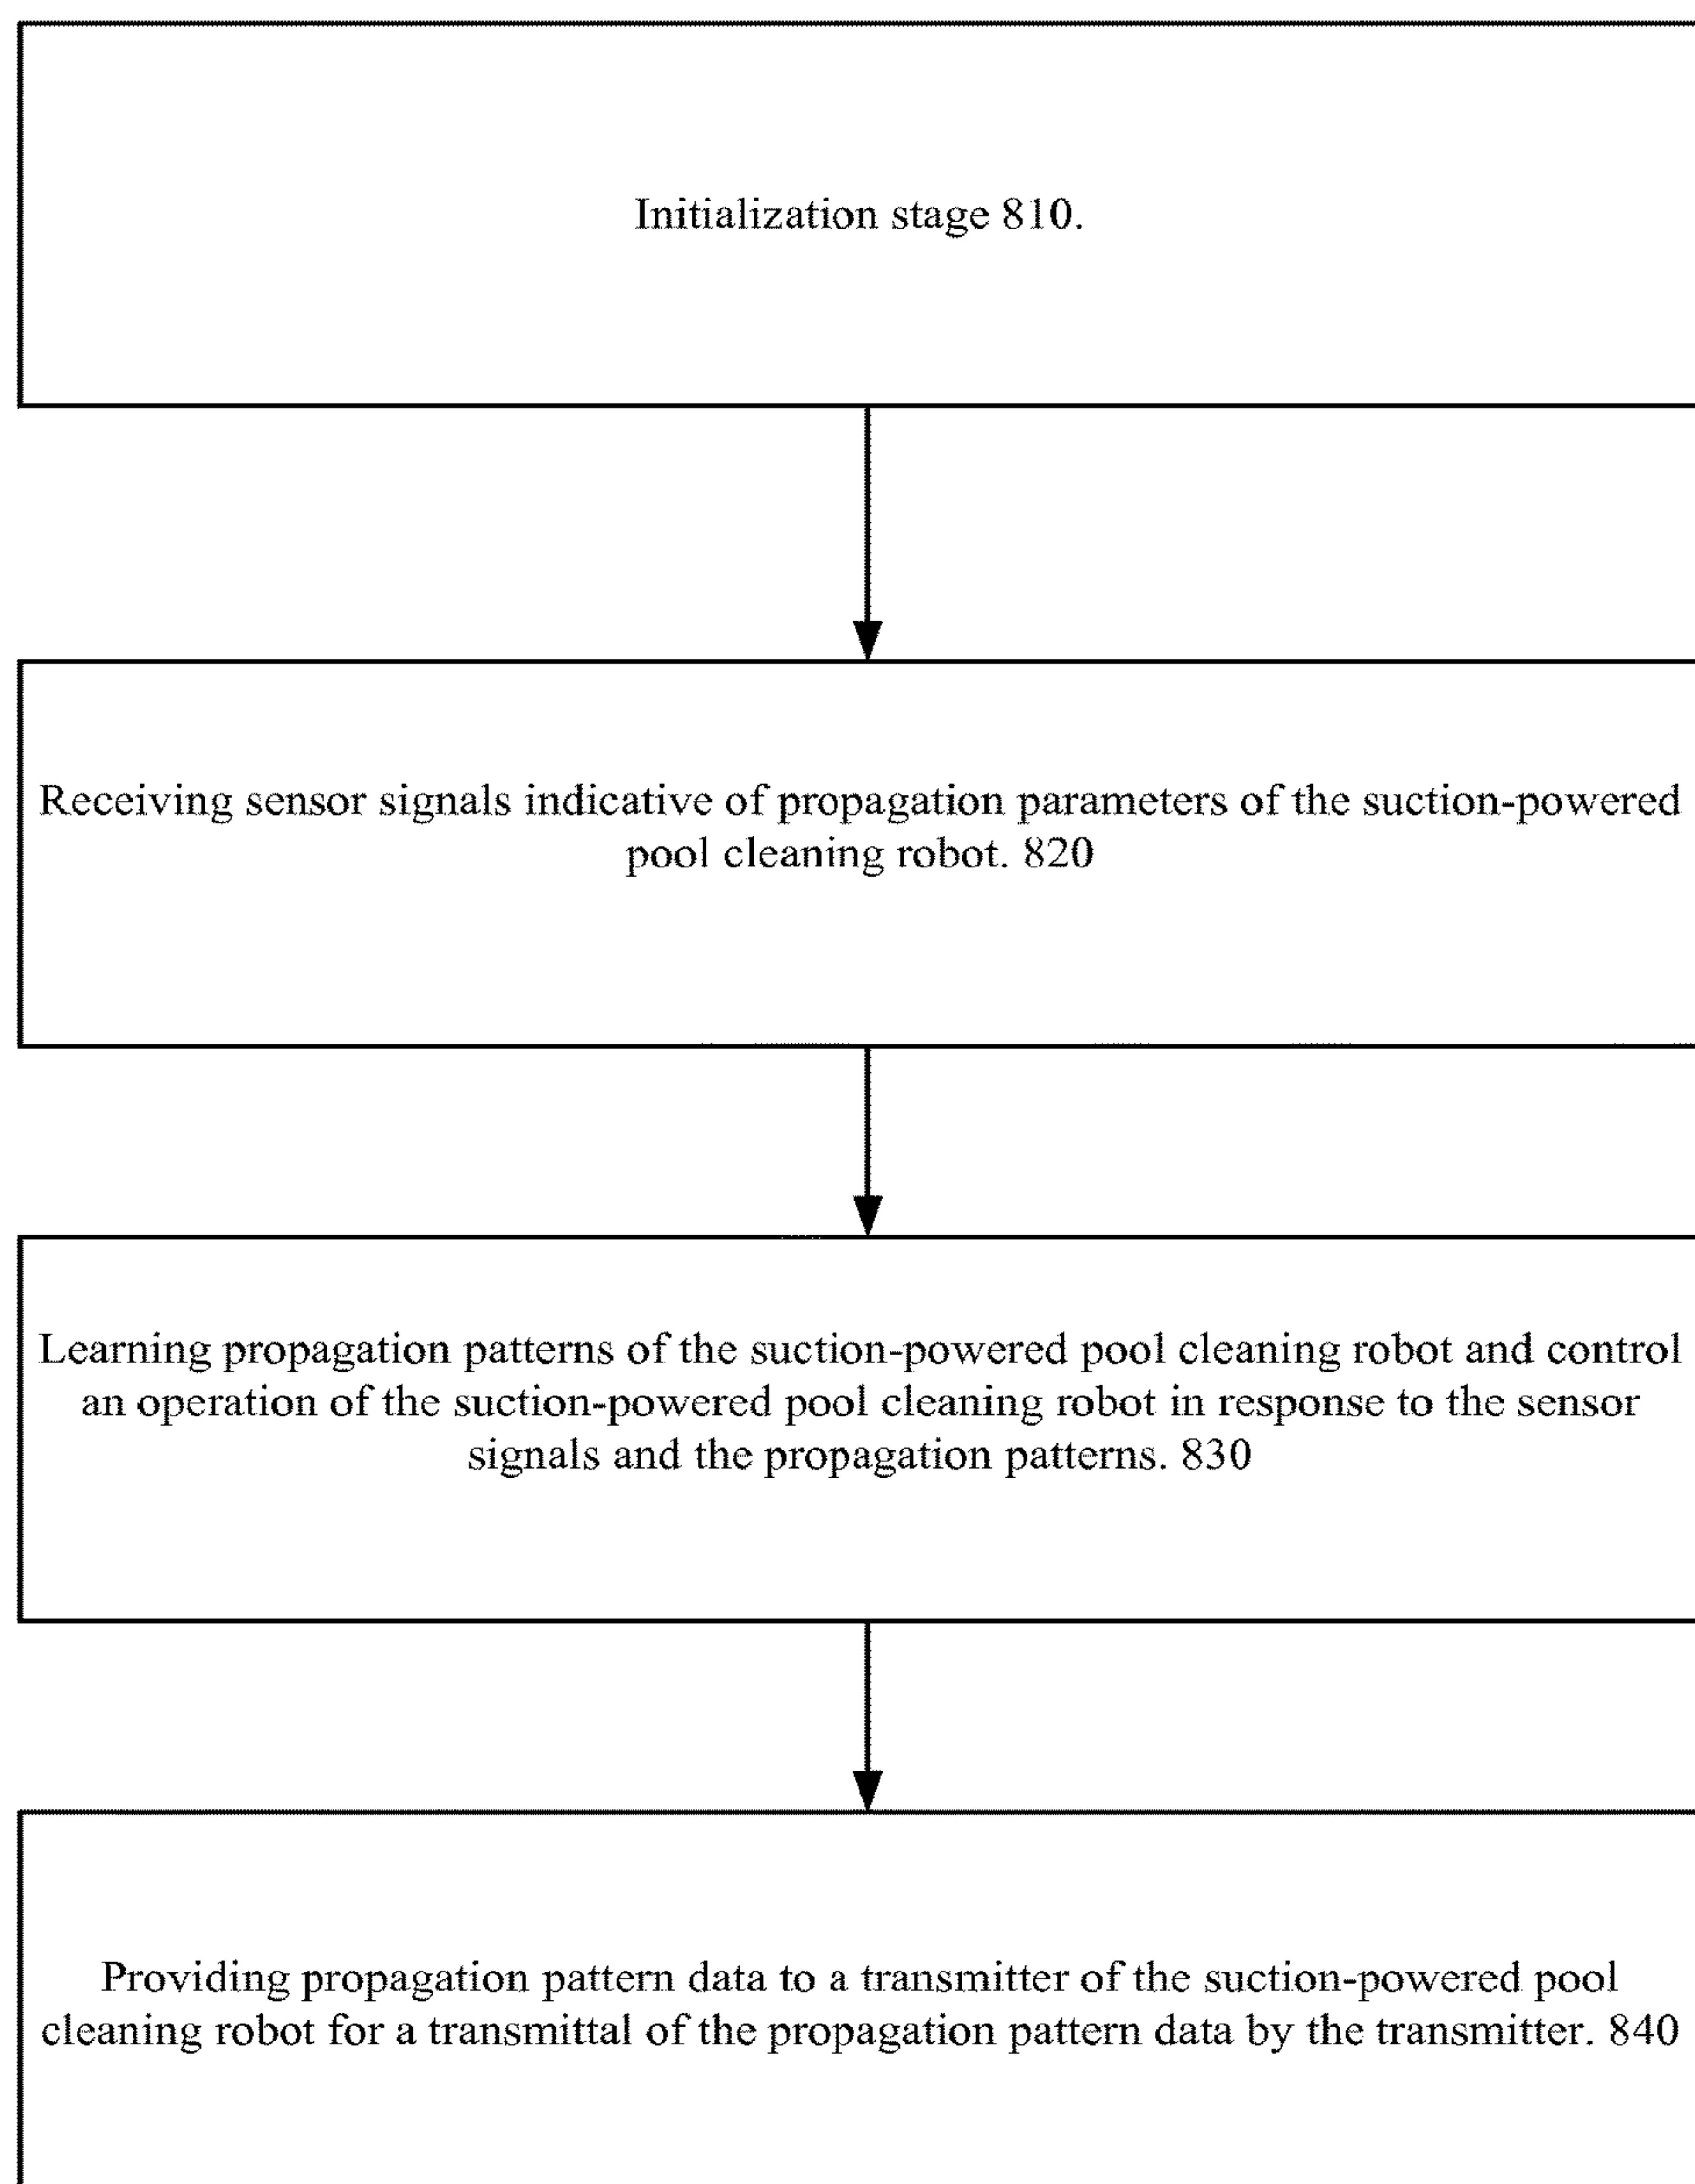 Initialization stage 810.
Receiving sensor signals indicative of propagation parameters of the suction-powered
pool cleaning robot. 820
Learning propagation patterns of the suction-powered pool cleaning robot and control
an operation of the suction-powered pool cleaning robot in response to the sensor
signals and the propagation patterns. 830
Providing propagation pattern data to a transmitter of the suction-powered pool
cleaning robot for a transmittal of the propagation pattern data by the transmitter. 840